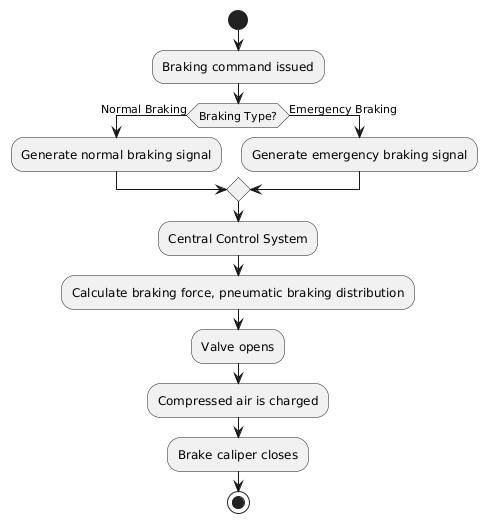 Braking command issued
Normal Braking
Braking Type?
Emergency Braking
Generate normal braking signal
Generate emergency braking signal
Central Control System
Calculate braking force, pneumatic braking distribution
Valve opens
Compressed air is charged
Brake caliper closes